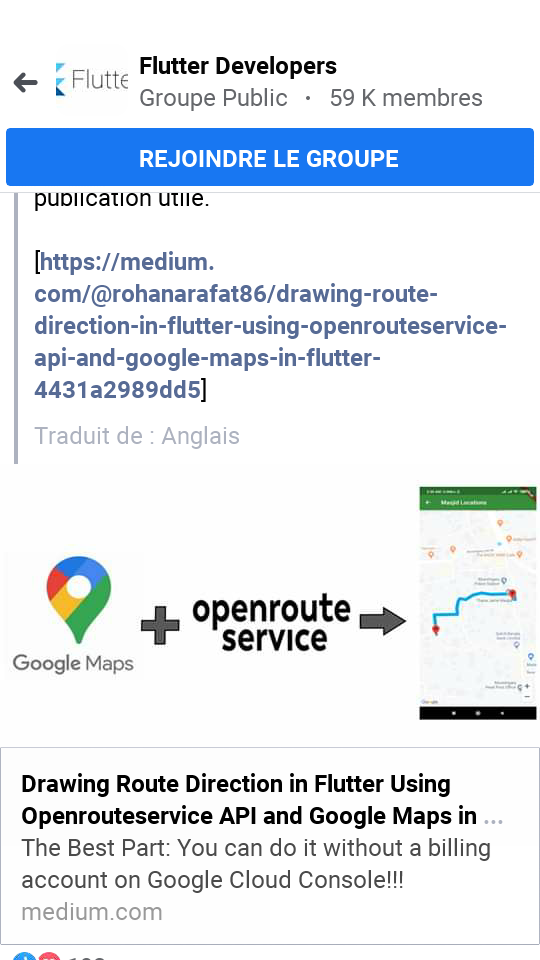 Flutter Developers
Flutte
Groupe Public · 59 K membres
REJOINDRE LE GROUPE
publication utile.
[https://medium.
com/@rohanarafat86/drawing-route-
direction-in-flutter-using-openrouteservice-
api-and-google-maps-in-flutter-
4431a2989dd5]
Traduit de : Anglais
Masjid Locations
Google Maps
openroute
service
Google
Drawing Route Direction in Flutter Using
Openrouteservice API and Google Maps in ...
The Best Part: You can do it without a billing
account on Google Cloud Console!!!
medium.com